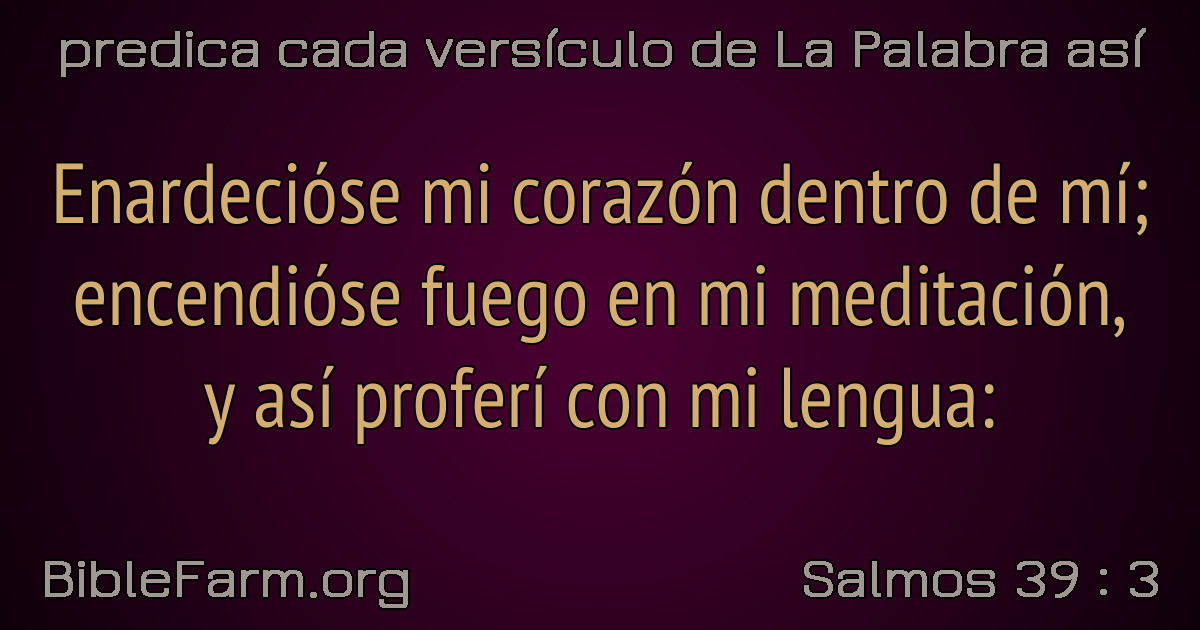 predica cada versículo de La Palabra así
Enardecióse mi corazón dentro de mí;
encendióse fuego en mi meditación,
y así proferí con mi lengua:
BibleFarm.org
Salmos 39 : 3